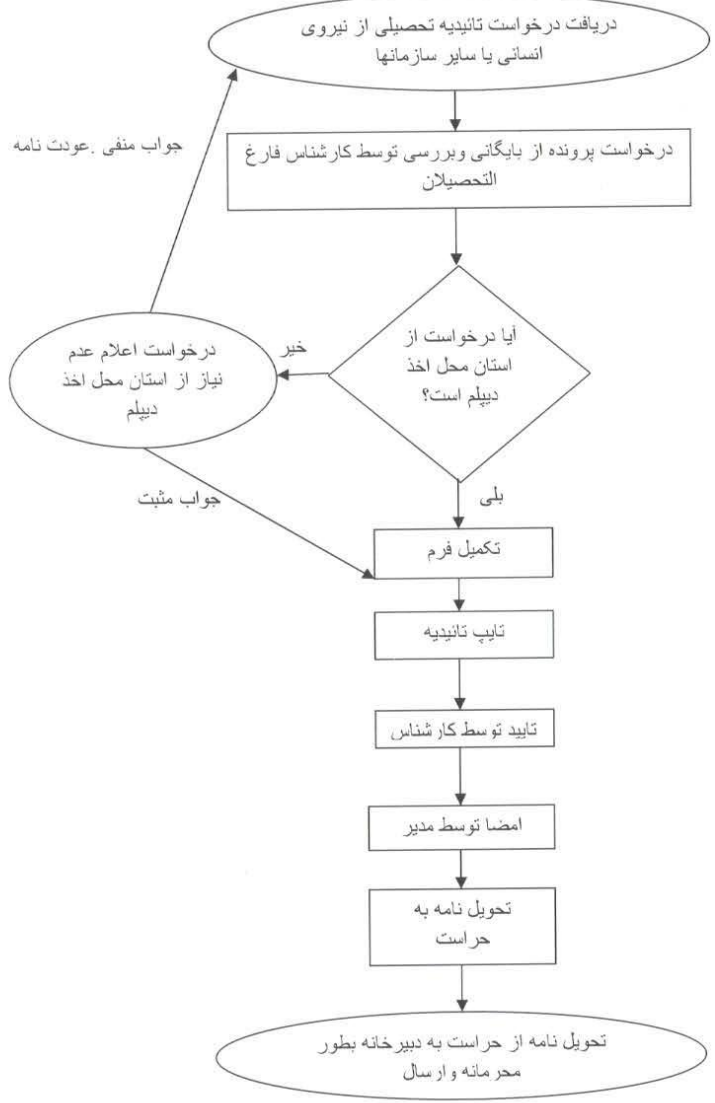 دریافت درخواست تائیدیه تحصیلی از نیروی
انسانی یا سایر سازمانها
جواب منفی .عودت نامه
درخواست پرونده از بایگانی وبررسی توسط کارشناس فارغ
التحصیلان
آیا درخواست از
استان محل اخذ
دیپلم است؟
خیر
درخواست اعلام عدم
نیاز از استان محل اخذ
دیپلم
بلی
جواب مثبت
تکمیل فرم
تایپ تائیدیه
تایید توسط کارشناس
امضا توسط مدیر
تحویل نامه به
حراست
تحویل نامه از حراست به دبیرخانه بطور
محرمانه وارسال